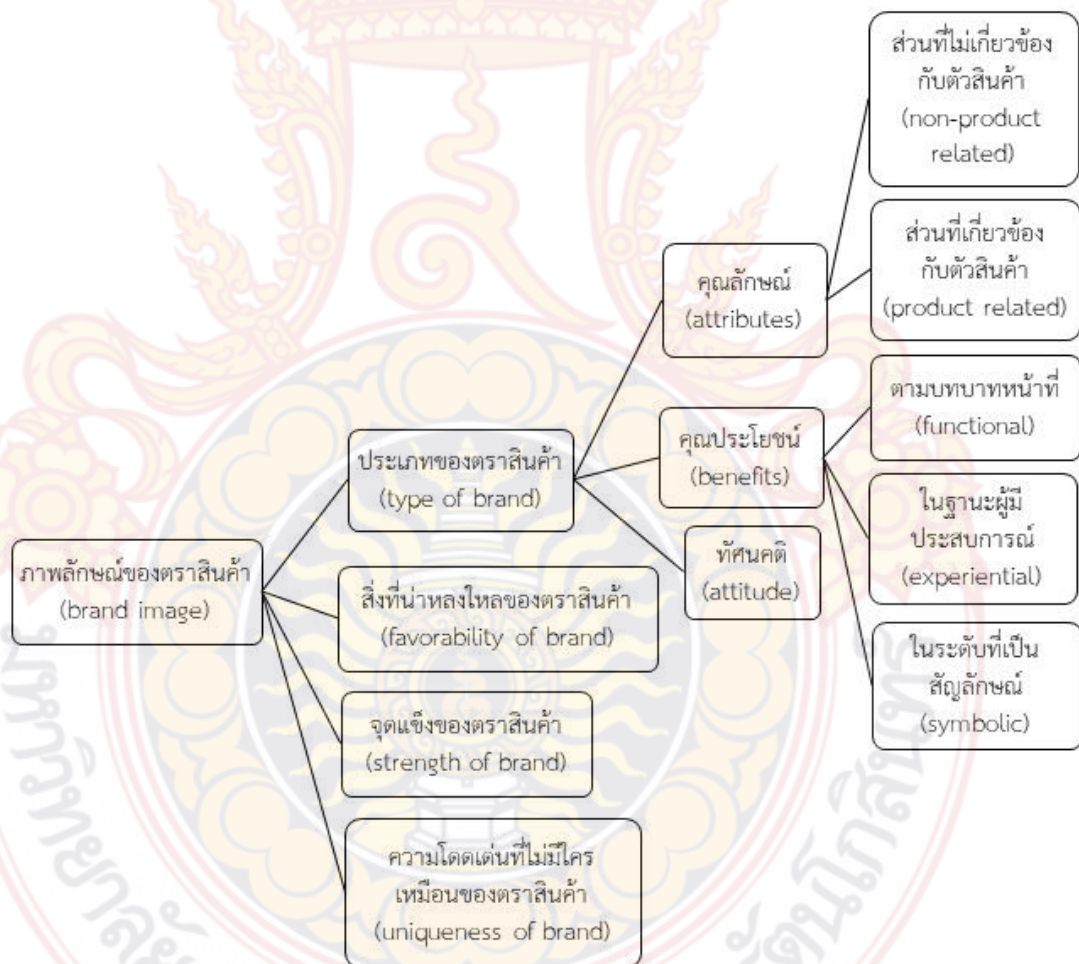 ภาพลักษณ์ของตราสินค้า
(brand image)
ประเภทของตราสินค้า
(type of brand)
สิ่งที่น่าหลงใหลของตราสินค้า
(favorability of brand)
จุดแข็งของตราสินค้า
(strength of brand)
ความโดดเด่นที่ไม่มีใคร
เหมือนของตราสินค้า
(uniqueness of brand)
คุณลักษณ์
(attributes)
คุณประโยชน์
(benefits)
ทัศนคติ
(attitude)
ส่วนที่ไม่เกี่ยวข้อง
กับตัวสินค้า
(non-product
related)
ส่วนที่เกี่ยวข้อง
กับตัวสินค้า
(product related)
ตามบทบาทหน้าที่
(functional)
ในฐานะผู้มี
ประสบการณ์
(experiential)
ในระดับที่เป็น
สัญลักษณ์
(symbolic)